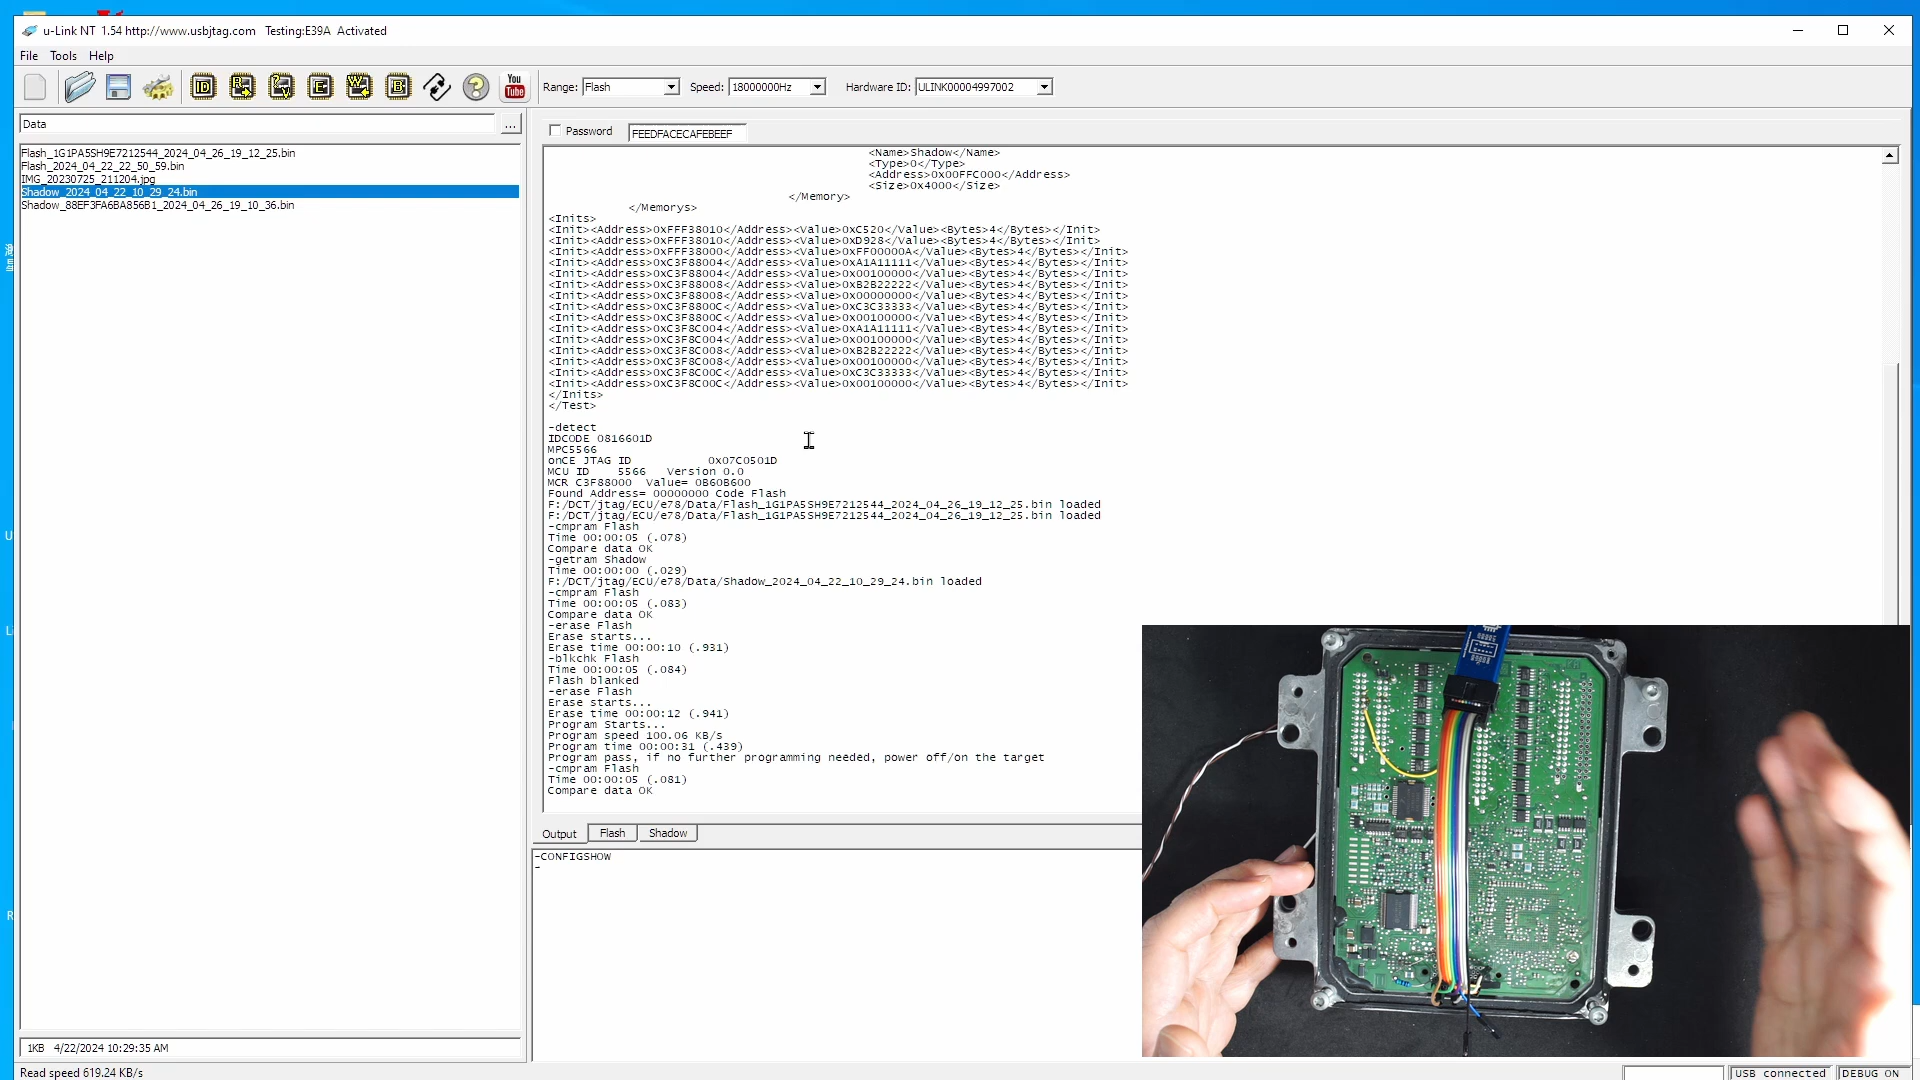 u-Link NT 1.54 http://www.usbjtag.com Testing:E39A Activated
File Tools Help
ID R V E W B ? You Tube Range: Flash Speed: 18000000Hz Hardware ID: ULINK00004997002
Data ...
Password FEEDFACECAFEBEEF
Flash_1G1PA5SH9E7212544_2024_04_26_19_12_25.bin
Flash_2024_04_22_22_50_59.bin
IMG_20230725_211204.jpg
Shadow_2024_04_22_10_29_24.bin
Shadow_88EF3FA6BA856B1_2024_04_26_19_10_36.bin
<Name>Shadow</Name>
<Type>0</Type>
<Address>0x00FFC000</Address>
<Size>0x4000</Size>
</Memory>
</Memorys>
<Inits>
<Init><Address>0xFFF38010</Address><Value>0xC520</Value><Bytes>4</Bytes></Init>
<Init><Address>0xFFF38010</Address><Value>0xD928</Value><Bytes>4</Bytes></Init>
<Init><Address>0xFFF38000</Address><Value>0xFF00000A</Value><Bytes>4</Bytes></Init>
<Init><Address>0xC3F88004</Address><Value>0xA1A11111</Value><Bytes>4</Bytes></Init>
<Init><Address>0xC3F88004</Address><Value>0x00100000</Value><Bytes>4</Bytes></Init>
<Init><Address>0xC3F88008</Address><Value>0xB2B22222</Value><Bytes>4</Bytes></Init>
<Init><Address>0xC3F88008</Address><Value>0x00000000</Value><Bytes>4</Bytes></Init>
<Init><Address>0xC3F8800C</Address><Value>0xC3C33333</Value><Bytes>4</Bytes></Init>
<Init><Address>0xC3F8800C</Address><Value>0x00100000</Value><Bytes>4</Bytes></Init>
<Init><Address>0xC3F8C004</Address><Value>0xA1A11111</Value><Bytes>4</Bytes></Init>
<Init><Address>0xC3F8C004</Address><Value>0x00100000</Value><Bytes>4</Bytes></Init>
<Init><Address>0xC3F8C008</Address><Value>0xB2B22222</Value><Bytes>4</Bytes></Init>
<Init><Address>0xC3F8C008</Address><Value>0x00100000</Value><Bytes>4</Bytes></Init>
<Init><Address>0xC3F8C00C</Address><Value>0xC3C33333</Value><Bytes>4</Bytes></Init>
<Init><Address>0xC3F8C00C</Address><Value>0x00100000</Value><Bytes>4</Bytes></Init>
</Inits>
</Test>
-detect
IDCODE 0816601D
MPC5566
onCE JTAG ID 0x07C0501D
MCU ID 5566 Version 0.0
MCR C3F88000 Value= 0B60B600
Found Address= 00000000 Code Flash
F:/DCT/jtag/ECU/e78/Data/Flash_1G1PA5SH9E7212544_2024_04_26_19_12_25.bin loaded
F:/DCT/jtag/ECU/e78/Data/Flash_1G1PA5SH9E7212544_2024_04_26_19_12_25.bin loaded
-cmpram Flash
Time 00:00:05 (.078)
Compare data OK
-getram Shadow
Time 00:00:00 (.029)
F:/DCT/jtag/ECU/e78/Data/Shadow_2024_04_22_10_29_24.bin loaded
-cmpram Flash
Time 00:00:05 (.083)
Compare data OK
-erase Flash
Erase starts...
Erase time 00:00:10 (.931)
-blkchk Flash
Time 00:00:05 (.084)
Flash blanked
-erase Flash
Erase starts...
Erase time 00:00:12 (.941)
Program Starts...
Program speed 100.06 KB/s
Program time 00:00:31 (.439)
Program pass, if no further programming needed, power off/on the target
-cmpram Flash
Time 00:00:05 (.081)
Compare data OK
Output Flash Shadow
-CONFIGSHOW
-
1KB 4/22/2024 10:29:35 AM
Read speed 619.24 KB/s
USB connected DEBUG ON